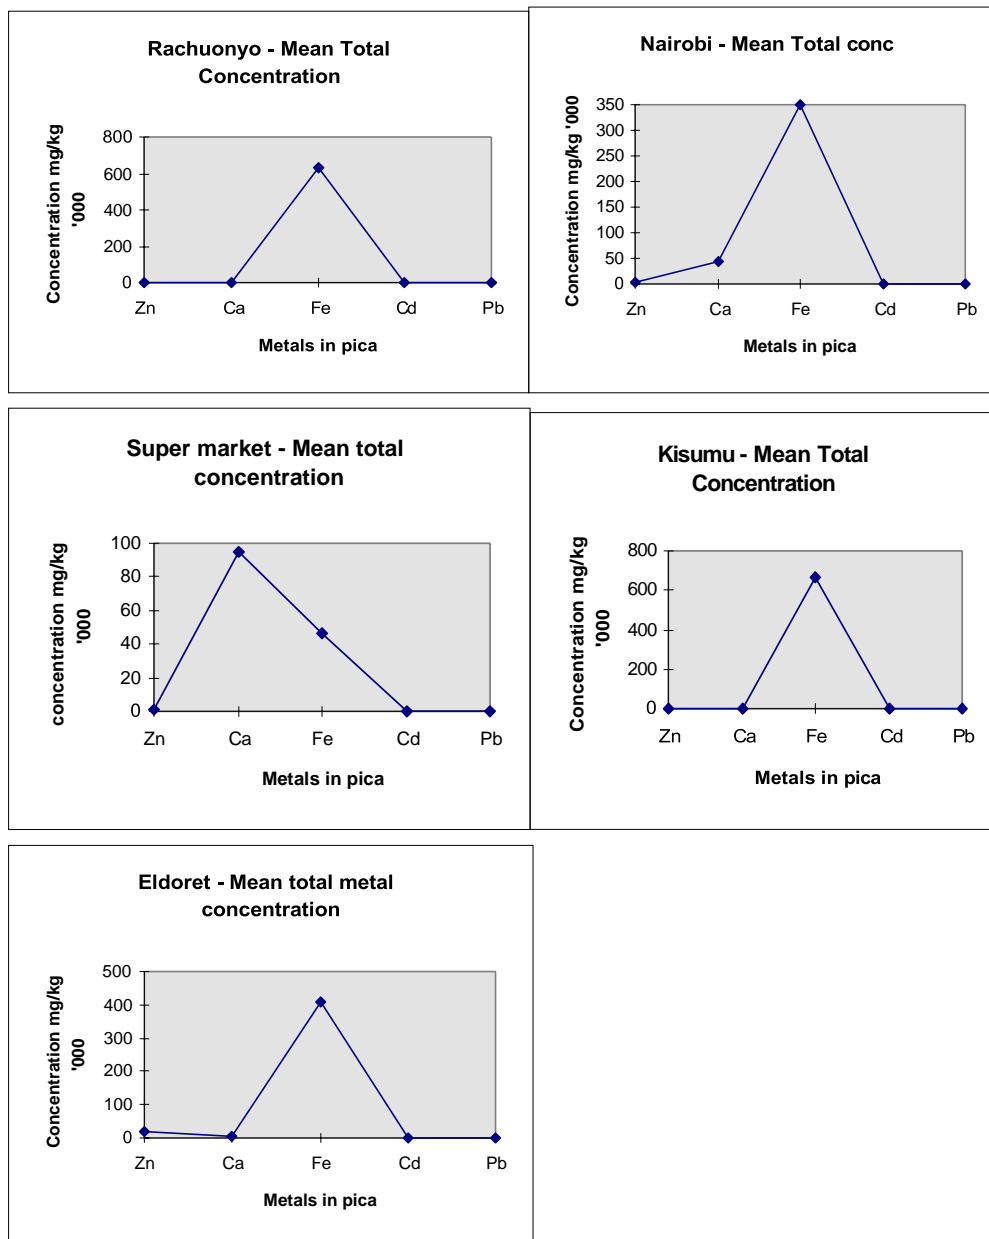 Rachuonyo - Mean Total
Concentration
Concentration mg/kg
'000
800
600
400
200
0
Zn Ca Fe Cd Pb
Metals in pica
Nairobi - Mean Total conc
Concentration mg/kg '000
350
300
250
200
150
100
50
0
Zn Ca Fe Cd Pb
Metals in pica
Super market - Mean total
concentration
concentration mg/kg
'000
100
80
60
40
20
0
Zn Ca Fe Cd Pb
Metals in pica
Kisumu - Mean Total
Concentration
Concentration mg/kg
'000
800
600
400
200
0
Zn Ca Fe Cd Pb
Metals in pica
Eldoret - Mean total metal
concentration
Concentration mg/kg
'000
500
400
300
200
100
0
Zn Ca Fe Cd Pb
Metals in pica